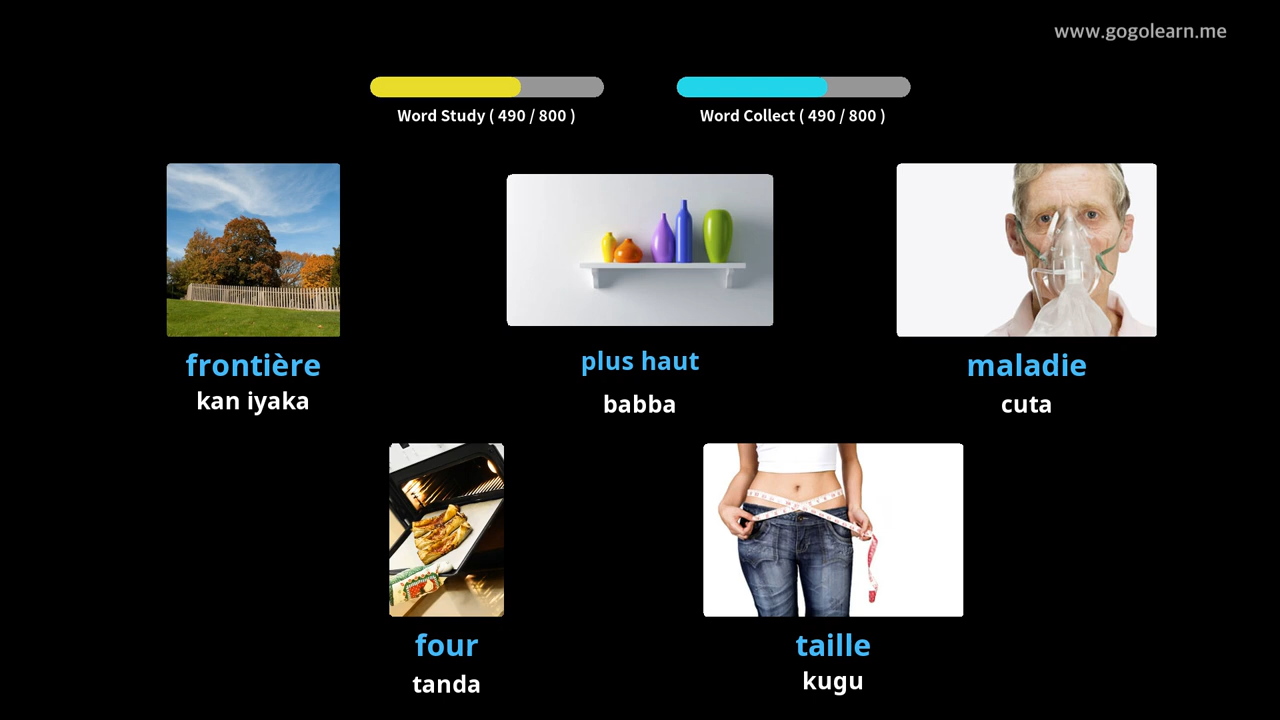 www.gogolearn.me
Word Study ( 490 / 800 )
Word Collect ( 490 / 800 )
frontière
kan iyaka
plus haut
babba
maladie
cuta
four
tanda
taille
kugu